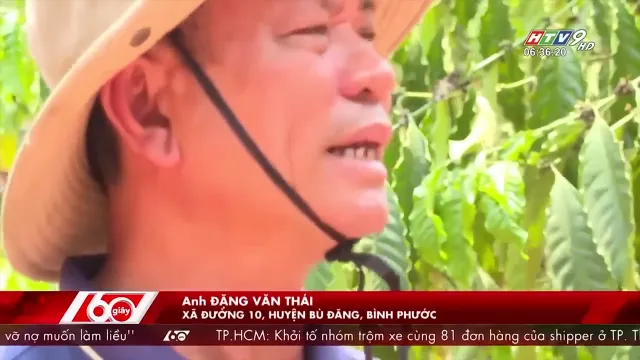 HTV9 HD
06:36:20
Anh ĐẶNG VĂN THÁI
XÃ ĐƯỜNG 10, HUYỆN BÙ ĐĂNG, BÌNH PHƯỚC
60 giây
vỡ nợ muốn làm liều"
60 giây
TP.HCM: Khởi tố nhóm trộm xe cùng 81 đơn hàng của shipper ở TP. T